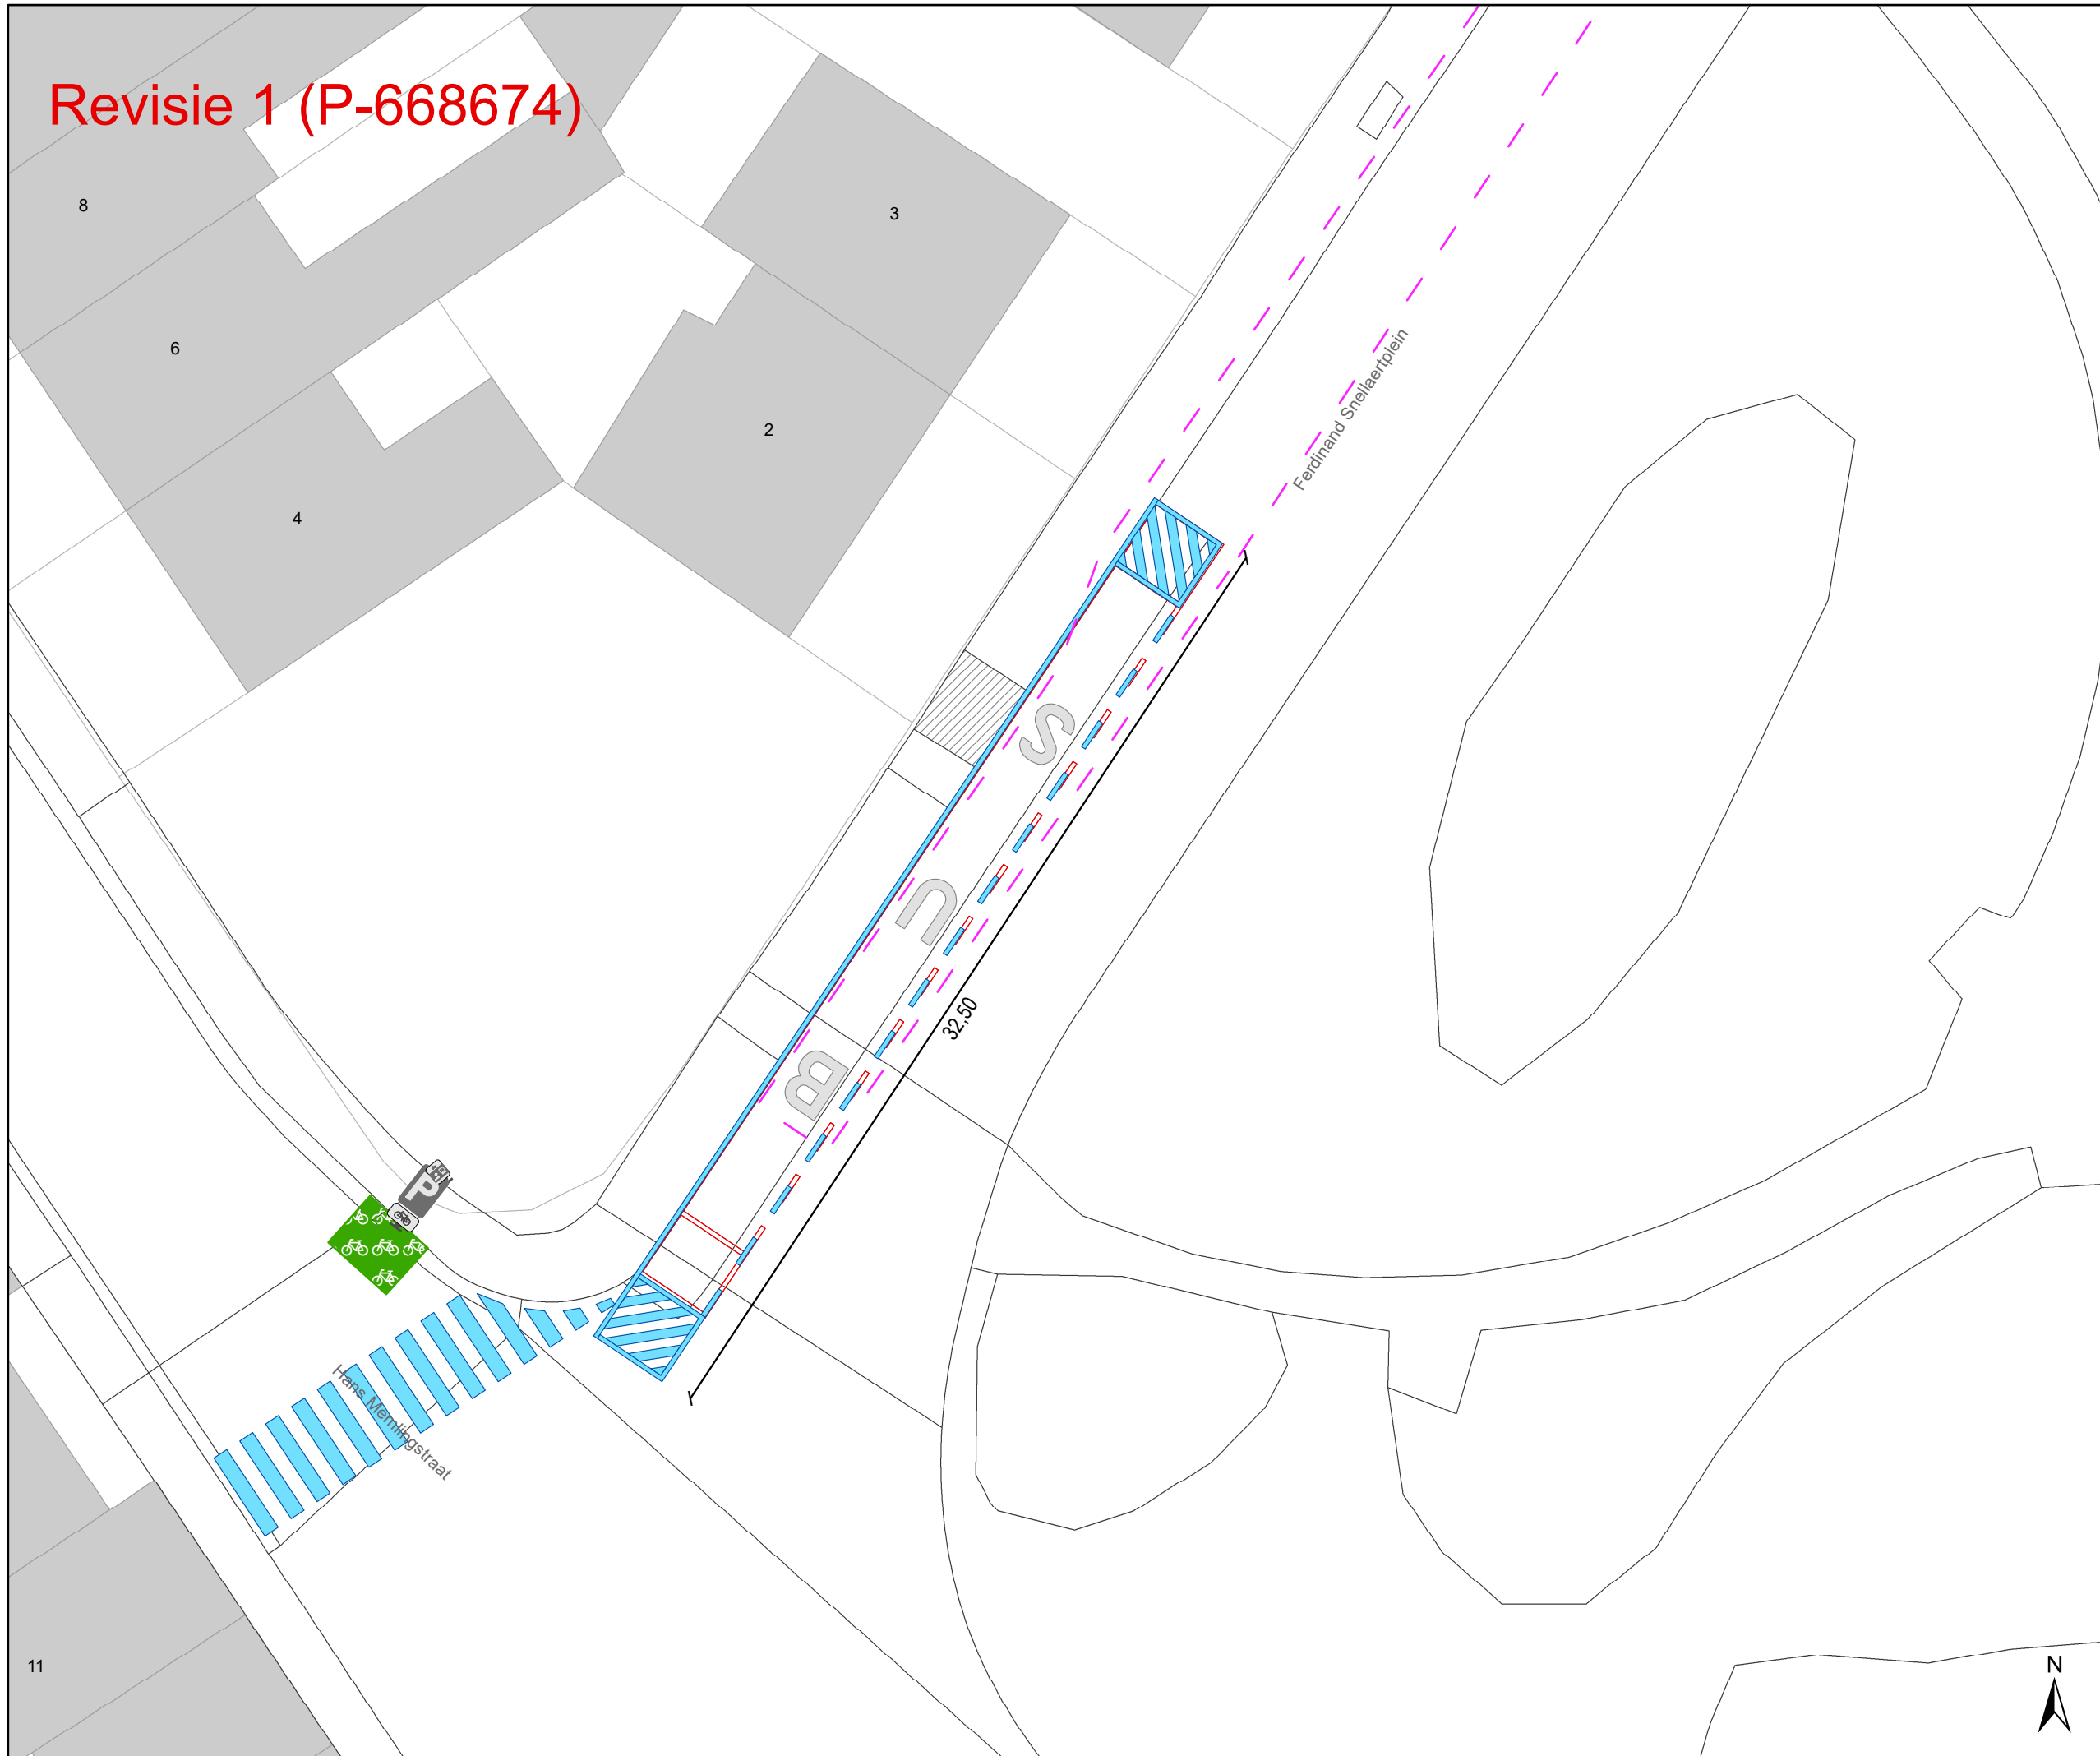 Revisie 1 (P-668674)
8
3
6
2
4
Ferdinand Snellaertplein
S
U
B
32,50
P
Hans Memlingstraat
11
N